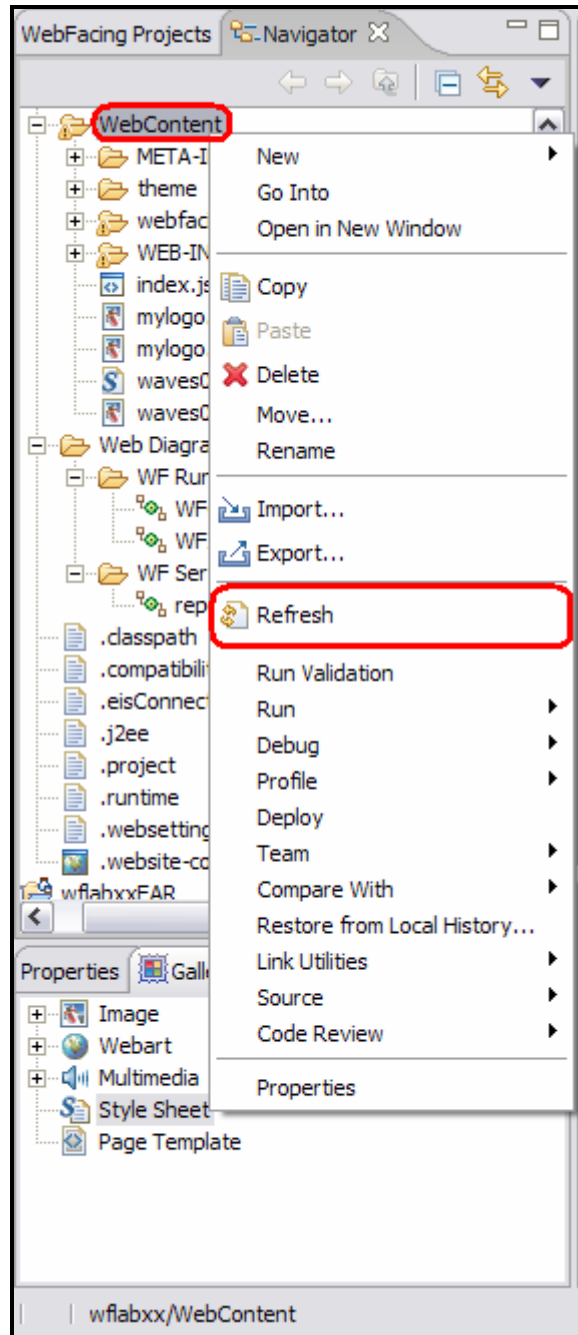 WebFacing Projects Navigator
WebContent
META-I
theme
webfac
WEB-IN
index.js
mylogo
mylogo
waves0
waves0
Web Diagra
WF Rur
WF
WF
WF Ser
rep
.classpath
.compatibili
.eisConnect
.j2ee
.project
.runtime
.websetting
.website-co
wflabxxEAR
New
Go Into
Open in New Window
Copy
Paste
Delete
Move...
Rename
Import...
Export...
Refresh
Run Validation
Run
Debug
Profile
Deploy
Team
Compare With
Restore from Local History...
Link Utilities
Source
Code Review
Properties
Properties Galle
Image
Webart
Multimedia
Style Sheet
Page Template
wflabxx/WebContent